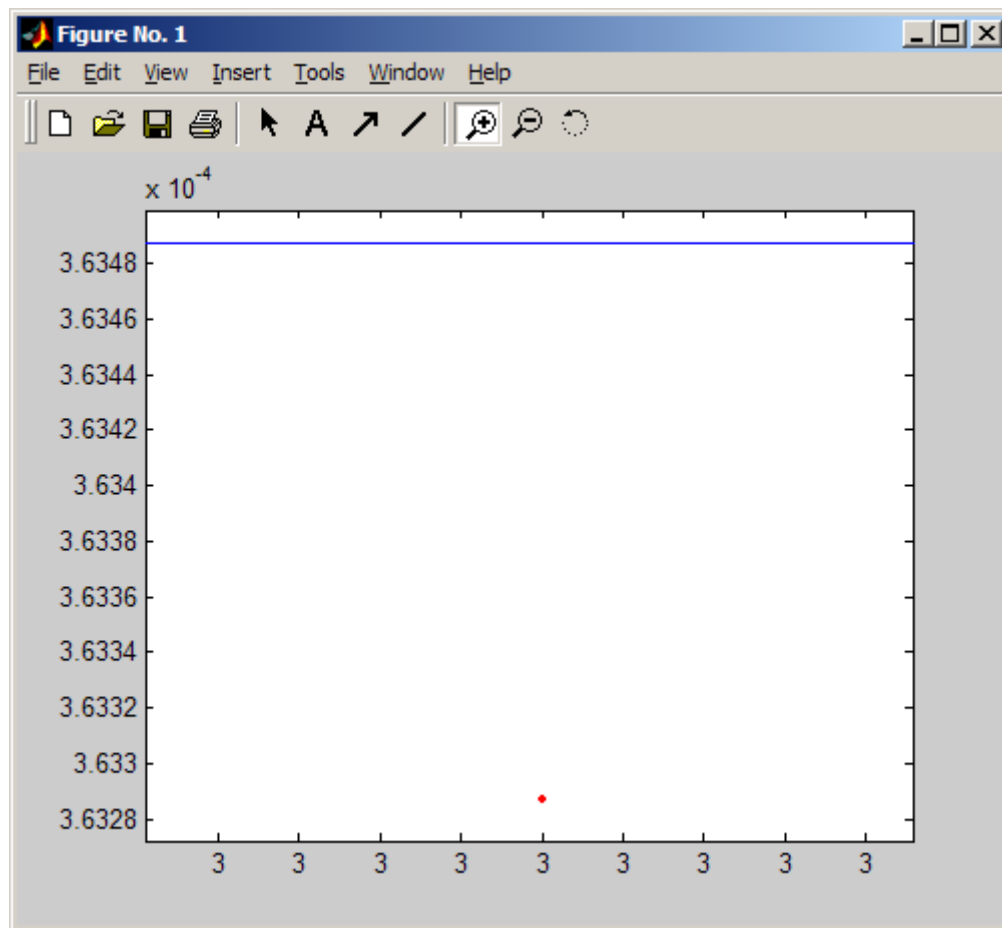 Figure No. 1
File Edit View Insert Tools Window Help
A
x 10^-4
3.6348
3.6346
3.6344
3.6342
3.634
3.6338
3.6336
3.6334
3.6332
3.633
3.6328
3 3 3 3 3 3 3 3 3